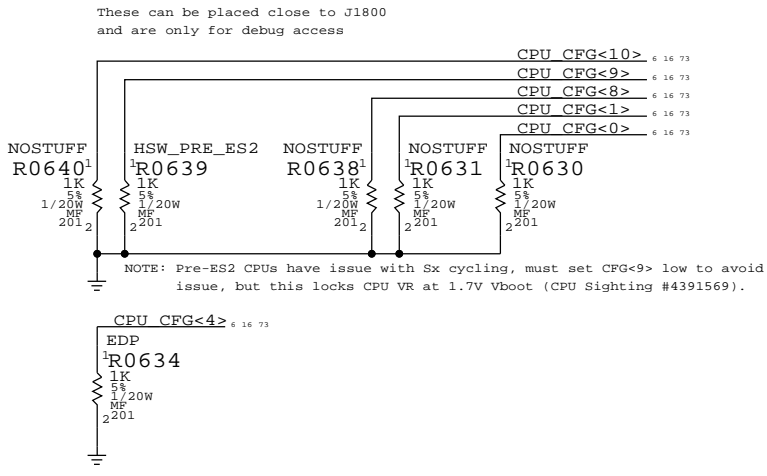 These can be placed close to J1800
and are only for debug access
CPU_CFG<10> 6 16 73
CPU_CFG<9> 6 16 73
CPU_CFG<8> 6 16 73
CPU_CFG<1> 6 16 73
CPU_CFG<0> 6 16 73
NOSTUFF HSW_PRE_ES2 NOSTUFF NOSTUFF NOSTUFF
R0640 1 1 R0639 R0638 1 1 R0631 1 R0630
1K 1K 1K 1K 1K
5% 5% 5% 5% 5%
1/20W 1/20W 1/20W 1/20W 1/20W
MF MF MF MF MF
201 2 2 201 201 2 2 201 2 201
NOTE: Pre-ES2 CPUs have issue with Sx cycling, must set CFG<9> low to avoid
issue, but this locks CPU VR at 1.7V Vboot (CPU Sighting #4391569).
CPU_CFG<4> 6 16 73
EDP
1 R0634
1K
5%
1/20W
MF
2 201